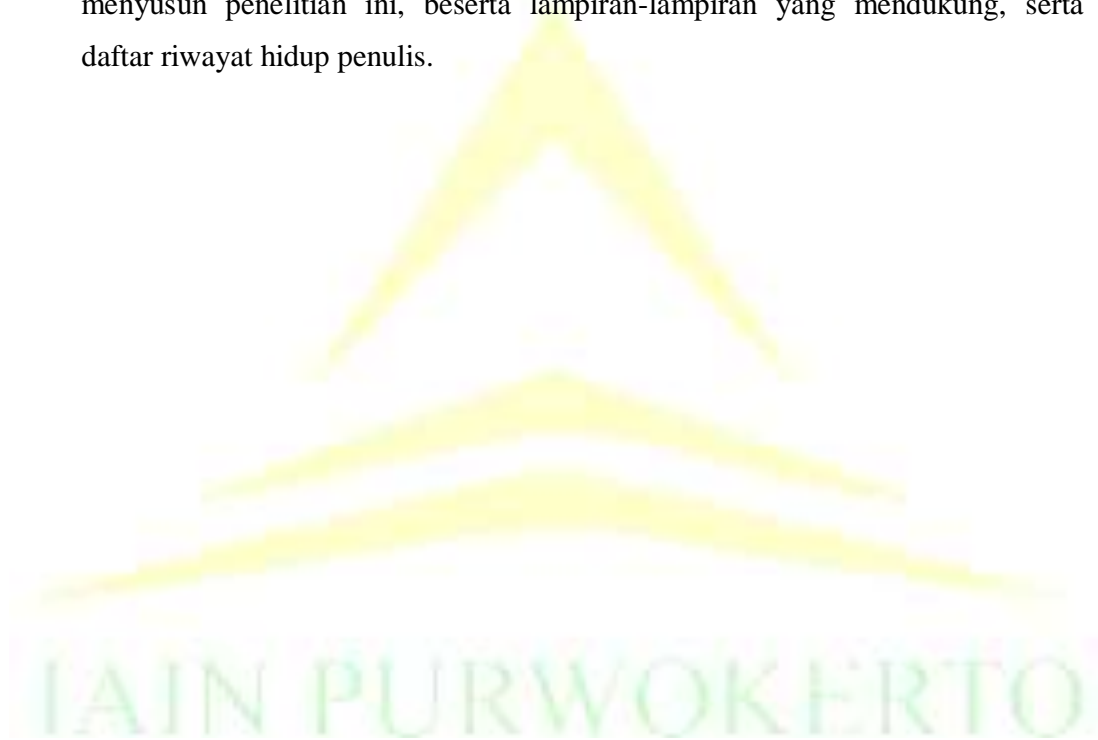 menyusun penelitian ini, beserta lampiran-lampiran yang mendukung, serta
daftar riwayat hidup penulis.
IAIN PURWOKERTO